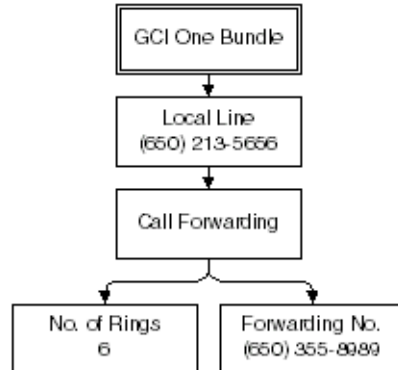 GCI One Bundle
Local Line
(650) 213-5656
Call Forwarding
No. of Rings
6
Forwarding No.
(650) 355-8989